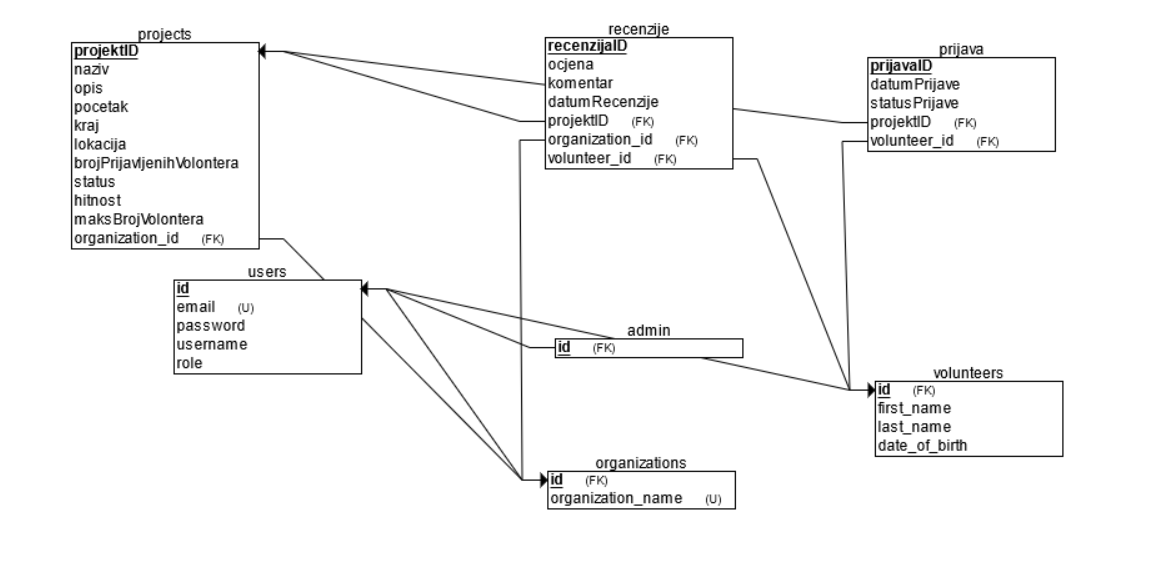 projects
projektID
naziv
opis
pocetak
kraj
lokacija
brojPrijavljenihVolontera
status
hitnost
maksBrojVolontera
organization_id (FK)
recenzije
recenzijaID
ocjena
komentar
datumRecenzije
projektID (FK)
organization_id (FK)
volunteer_id (FK)
prijava
prijavaID
datumPrijave
statusPrijave
projektID (FK)
volunteer_id (FK)
users
id
email (U)
password
username
role
admin
id (FK)
volunteers
id (FK)
first_name
last_name
date_of_birth
organizations
id (FK)
organization_name (U)